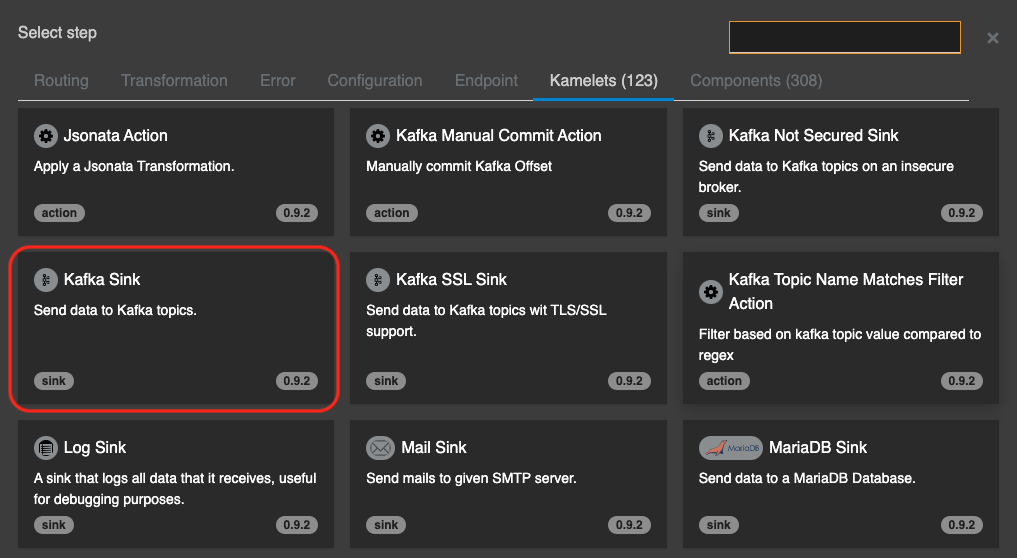 Select step
Routing Transformation Error Configuration Endpoint Kamelets (123) Components (308)
Jsonata Action
Apply a Jsonata Transformation.
action 0.9.2
Kafka Manual Commit Action
Manually commit Kafka Offset
action 0.9.2
Kafka Not Secured Sink
Send data to Kafka topics on an insecure
broker.
sink 0.9.2
Kafka Sink
Send data to Kafka topics.
sink 0.9.2
Kafka SSL Sink
Send data to Kafka topics wit TLS/SSL
support.
sink 0.9.2
Kafka Topic Name Matches Filter
Action
Filter based on kafka topic value compared to
regex
action 0.9.2
Log Sink
A sink that logs all data that it receives, useful
for debugging purposes.
sink 0.9.2
Mail Sink
Send mails to given SMTP server.
sink 0.9.2
MariaDB MariaDB Sink
Send data to a MariaDB Database.
sink 0.9.2